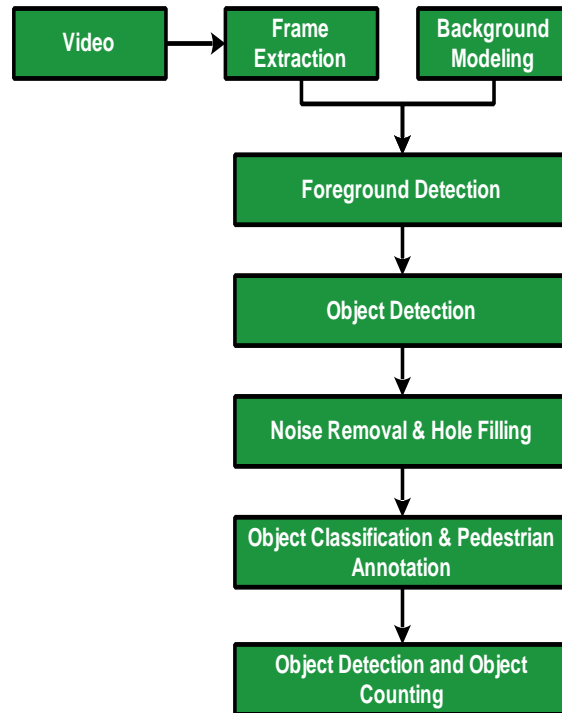 Video
Frame
Extraction
Background
Modeling
Foreground Detection
Object Detection
Noise Removal & Hole Filling
Object Classification & Pedestrian
Annotation
Object Detection and Object
Counting